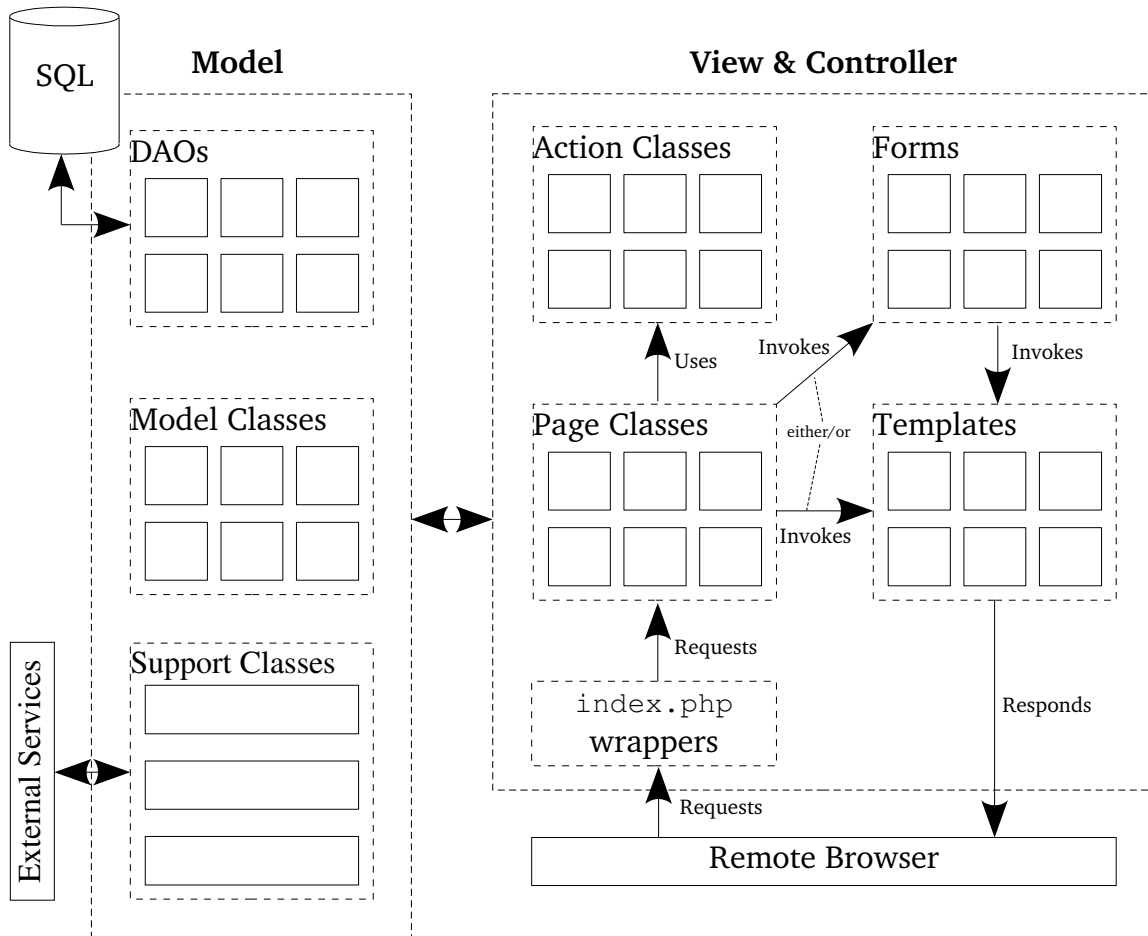 SQL
Model
View & Controller
DAOs
Action Classes
Forms
Uses
Invokes
Invokes
Model Classes
Page Classes
either/or
Templates
Invokes
Requests
Support Classes
External Services
index.php
wrappers
Responds
Requests
Remote Browser